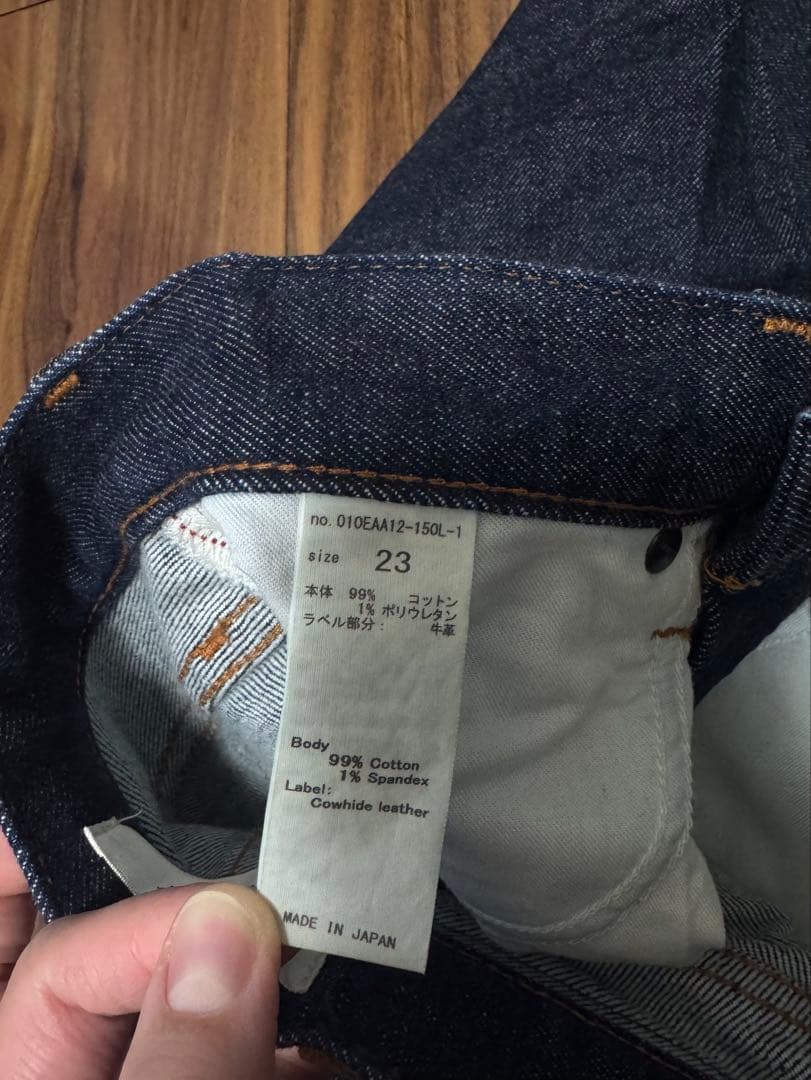 no. 010EAA12-150L-1
size 23
本体 99% コットン
1% ポリウレタン
ラベル部分： 牛革
Body
99% Cotton
1% Spandex
Label:
Cowhide leather
MADE IN JAPAN